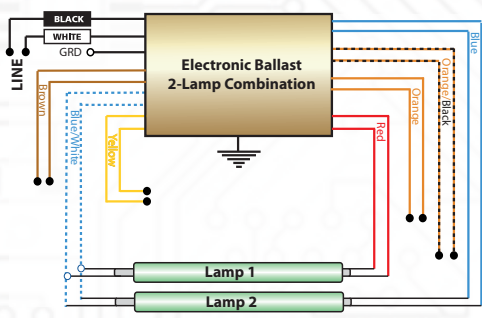 BLACK
WHITE
GRD
LINE
Electronic Ballast
2-Lamp Combination
Brown
Blue/White
Yellow
Red
Orange
Orange/Black
Blue
Lamp 1
Lamp 2